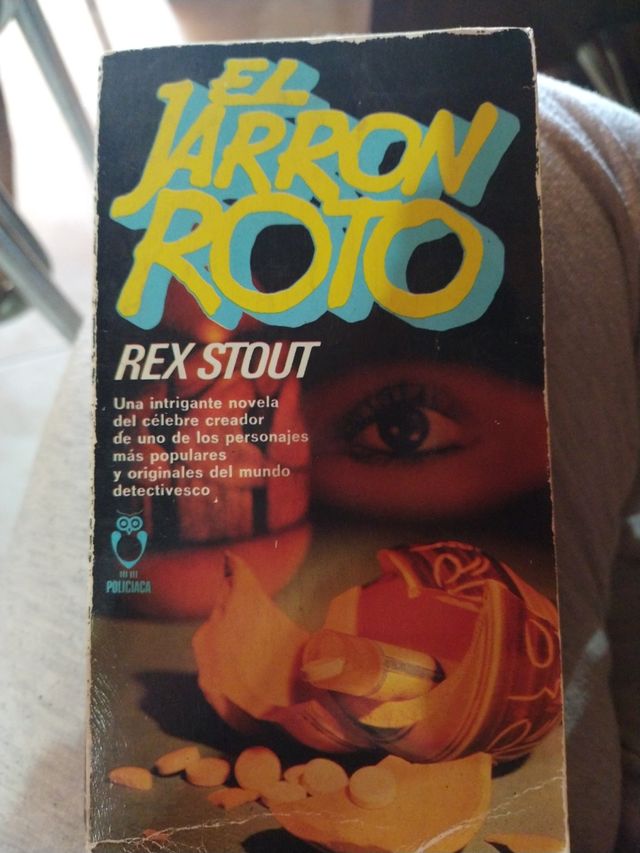 EL
JARRON
ROTO
REX STOUT
Una intrigante novela
del célebre creador
de uno de los personajes
más populares
y originales del mundo
detectivesco
POLICIACA